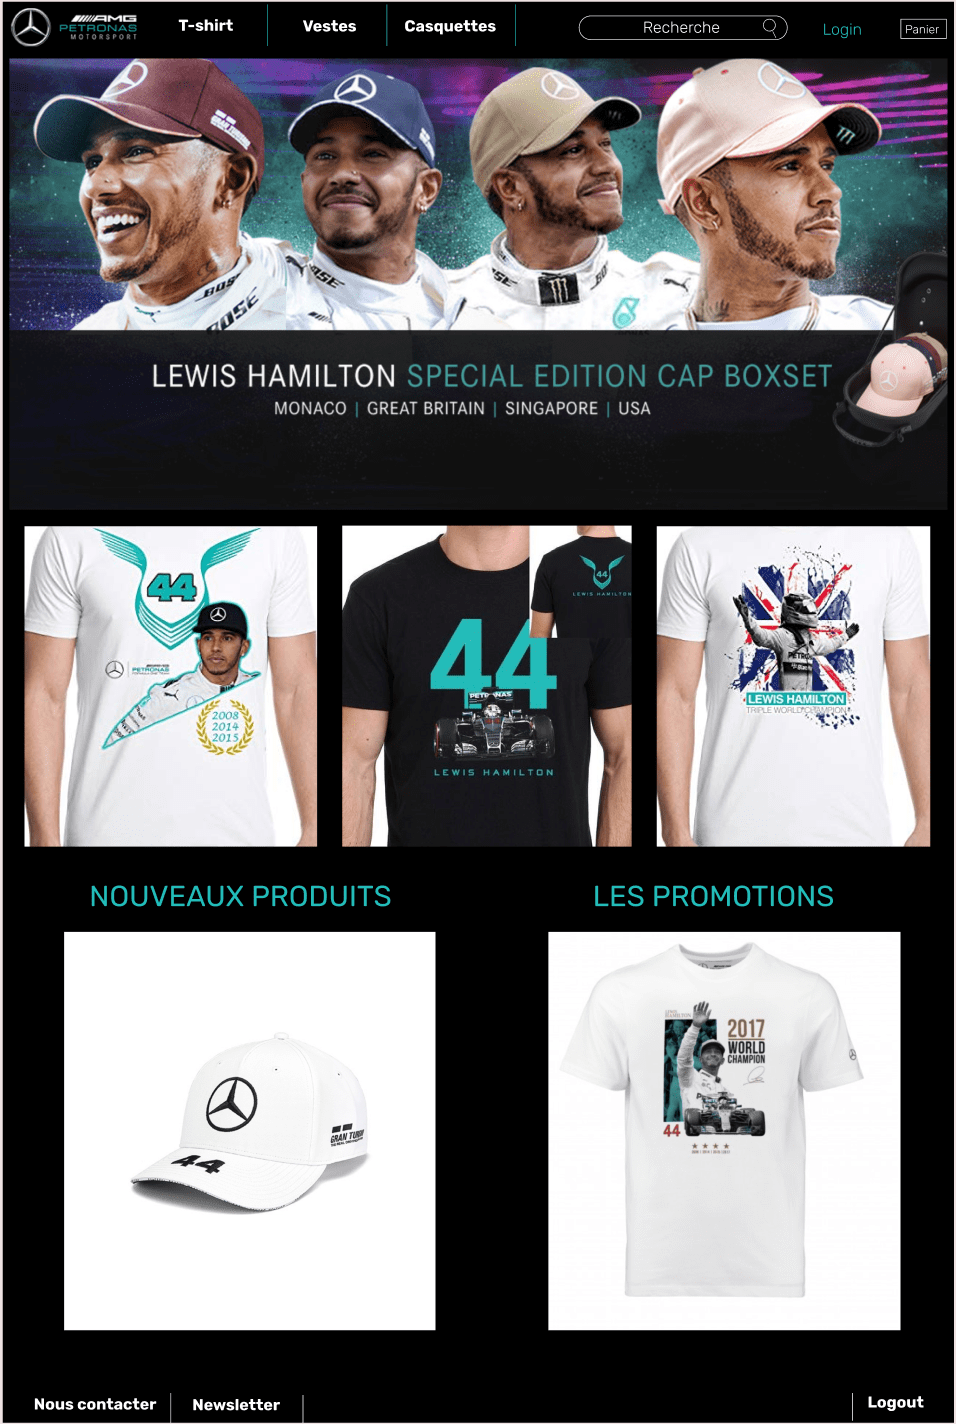 AMG
PETRONAS
MOTORSPORT
T-shirt
Vestes
Casquettes
Recherche
Login
Panier
BOSE
BOSE
LEWIS HAMILTON SPECIAL EDITION CAP BOXSET
MONACO | GREAT BRITAIN | SINGAPORE | USA
44
PETRONAS
2008
2014
2015
44
LEWIS HAMILTON
44
PETRONAS
LEWIS HAMILTON
LEWIS HAMILTON
TRIPLE WORLD CHAMPION
NOUVEAUX PRODUITS
LES PROMOTIONS
44
2017
WORLD
CHAMPION
44
Nous contacter
Newsletter
Logout